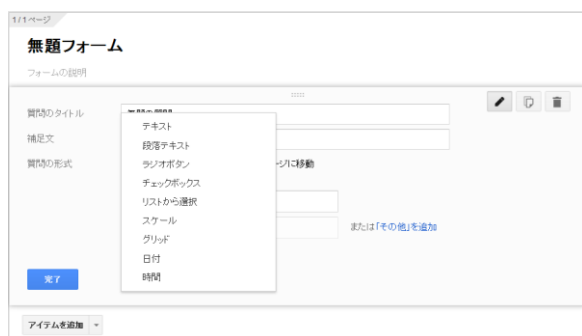 1/1 ページ
無題フォーム
フォームの説明
質問のタイトル
補足文
質問の形式
テキスト
段落テキスト
ラジオボタン
チェックボックス
リストから選択
スケール
グリッド
日付
時間
ージに移動
または「その他」を追加
完了
アイテムを追加